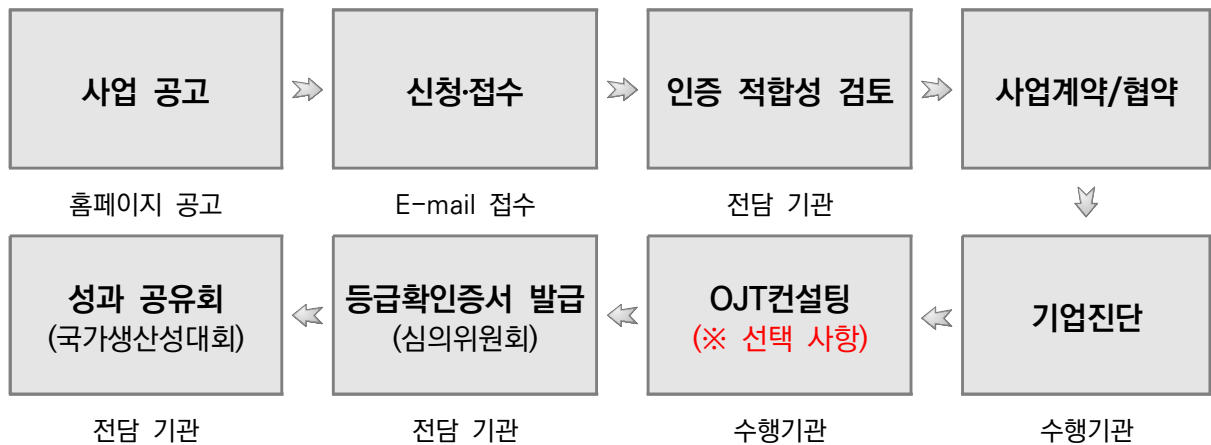 사업 공고
신청·접수
인증 적합성 검토
사업계약/협약
홈페이지 공고
E-mail 접수
전담 기관
성과 공유회
(국가생산성대회)
등급확인증서 발급
(심의위원회)
OJT컨설팅
(※ 선택 사항)
기업진단
전담 기관
전담 기관
수행기관
수행기관